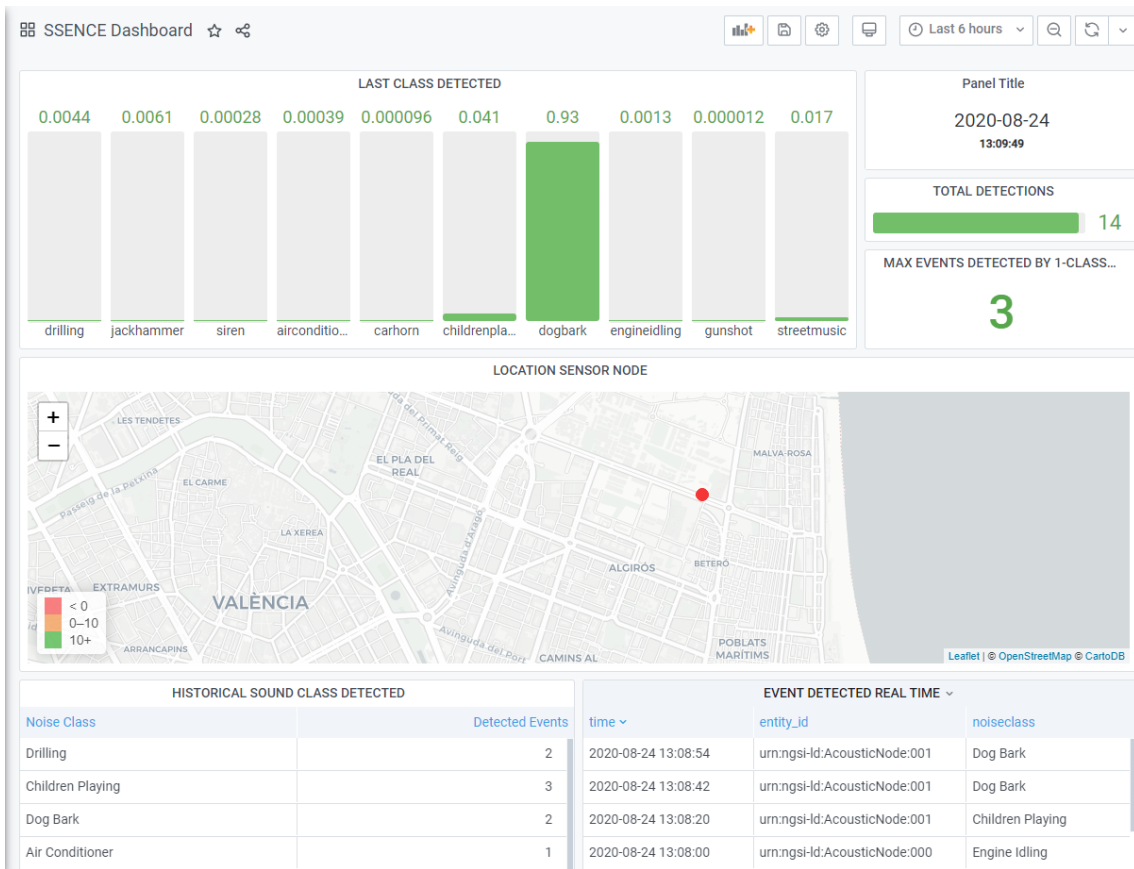 SSENCE Dashboard
Last 6 hours
LAST CLASS DETECTED
0.0044 0.0061 0.00028 0.00039 0.000096 0.041 0.93 0.0013 0.000012 0.017
drilling jackhammer siren airconditio... carhorn childrenpla... dogbark engineidling gunshot streetmusic
Panel Title
2020-08-24
13:09:49
TOTAL DETECTIONS
14
MAX EVENTS DETECTED BY 1-CLASS...
3
LOCATION SENSOR NODE
+
−
LES TENDETES
Passeig de la Petxina
EL CARME
EL PLA DEL
REAL
da del Primat Reig
MALVA-ROSA
LA XEREA
Avinguda d'Aragó
ALGIRÓS
BETERÓ
EXTRAMURS
VALÈNCIA
ARRANCAPINS
Avinguda del Port
CAMINS AL
POBLATS
MARÍTIMS
< 0
0–10
10+
Leaflet | © OpenStreetMap © CartoDB
HISTORICAL SOUND CLASS DETECTED
Noise Class Detected Events
Drilling 2
Children Playing 3
Dog Bark 2
Air Conditioner 1
EVENT DETECTED REAL TIME
time entity_id noiseclass
2020-08-24 13:08:54 urn:ngsi-ld:AcousticNode:001 Dog Bark
2020-08-24 13:08:42 urn:ngsi-ld:AcousticNode:001 Dog Bark
2020-08-24 13:08:20 urn:ngsi-ld:AcousticNode:001 Children Playing
2020-08-24 13:08:00 urn:ngsi-ld:AcousticNode:000 Engine Idling